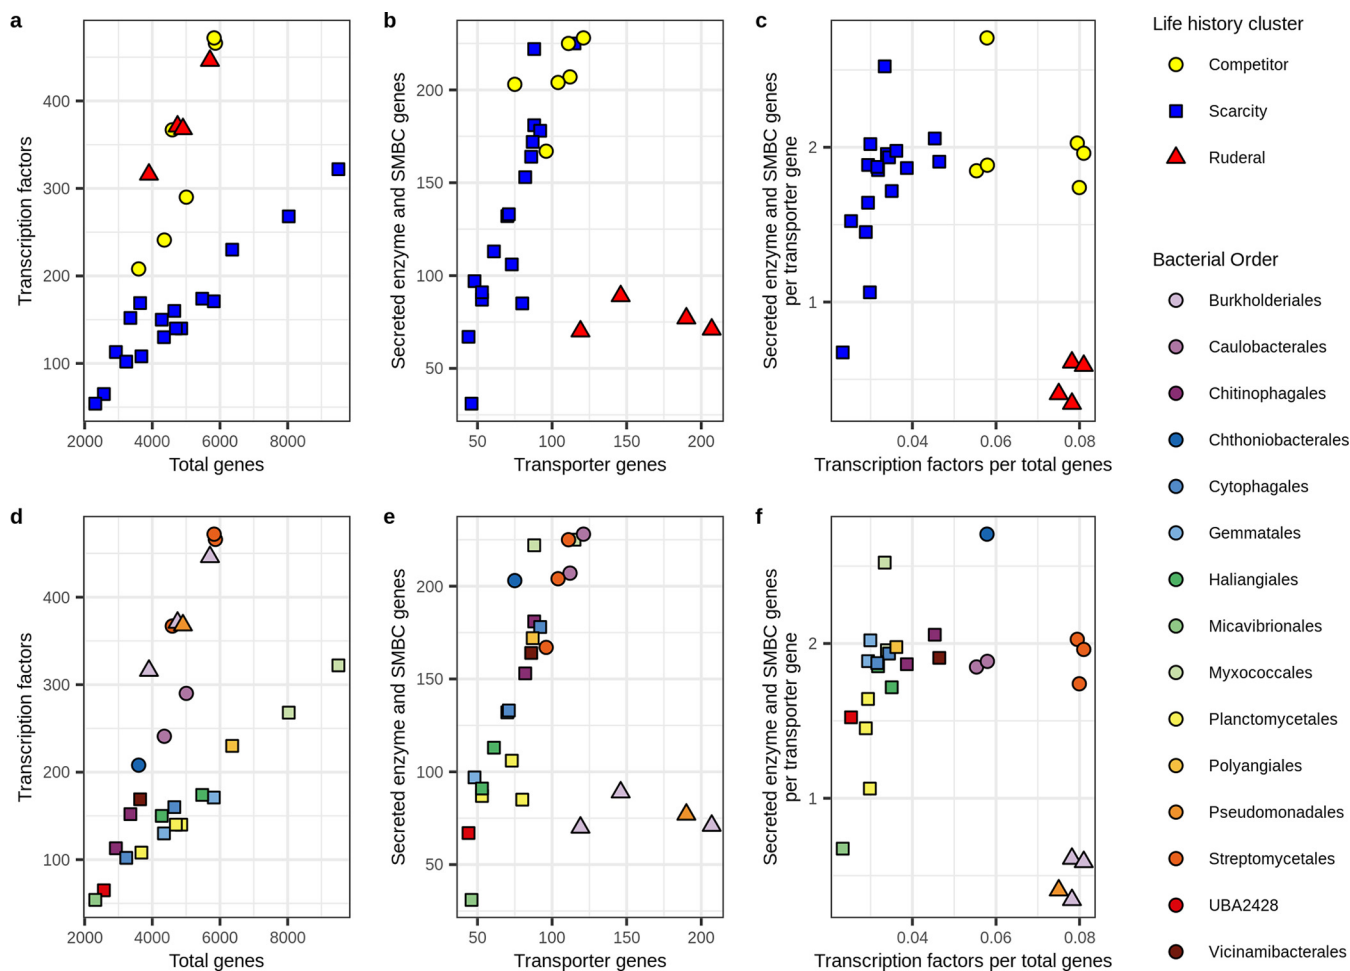 a
Transcription factors
400
300
200
100
2000 4000 6000 8000
Total genes
b
Secreted enzyme and SMBC genes
200
150
100
50
50 100 150 200
Transporter genes
c
Secreted enzyme and SMBC genes
per transporter gene
2
1
0.04 0.06 0.08
Transcription factors per total genes
Life history cluster
Competitor
Scarcity
Ruderal
d
Transcription factors
400
300
200
100
2000 4000 6000 8000
Total genes
e
Secreted enzyme and SMBC genes
200
150
100
50
50 100 150 200
Transporter genes
f
Secreted enzyme and SMBC genes
per transporter gene
2
1
0.04 0.06 0.08
Transcription factors per total genes
Bacterial Order
Burkholderiales
Caulobacterales
Chitinophagales
Chthoniobacterales
Cytophagales
Gemmatales
Haliangiales
Micavibrionales
Myxococcales
Planctomycetales
Polyangiales
Pseudomonadales
Streptomycetales
UBA2428
Vicinamibacterales